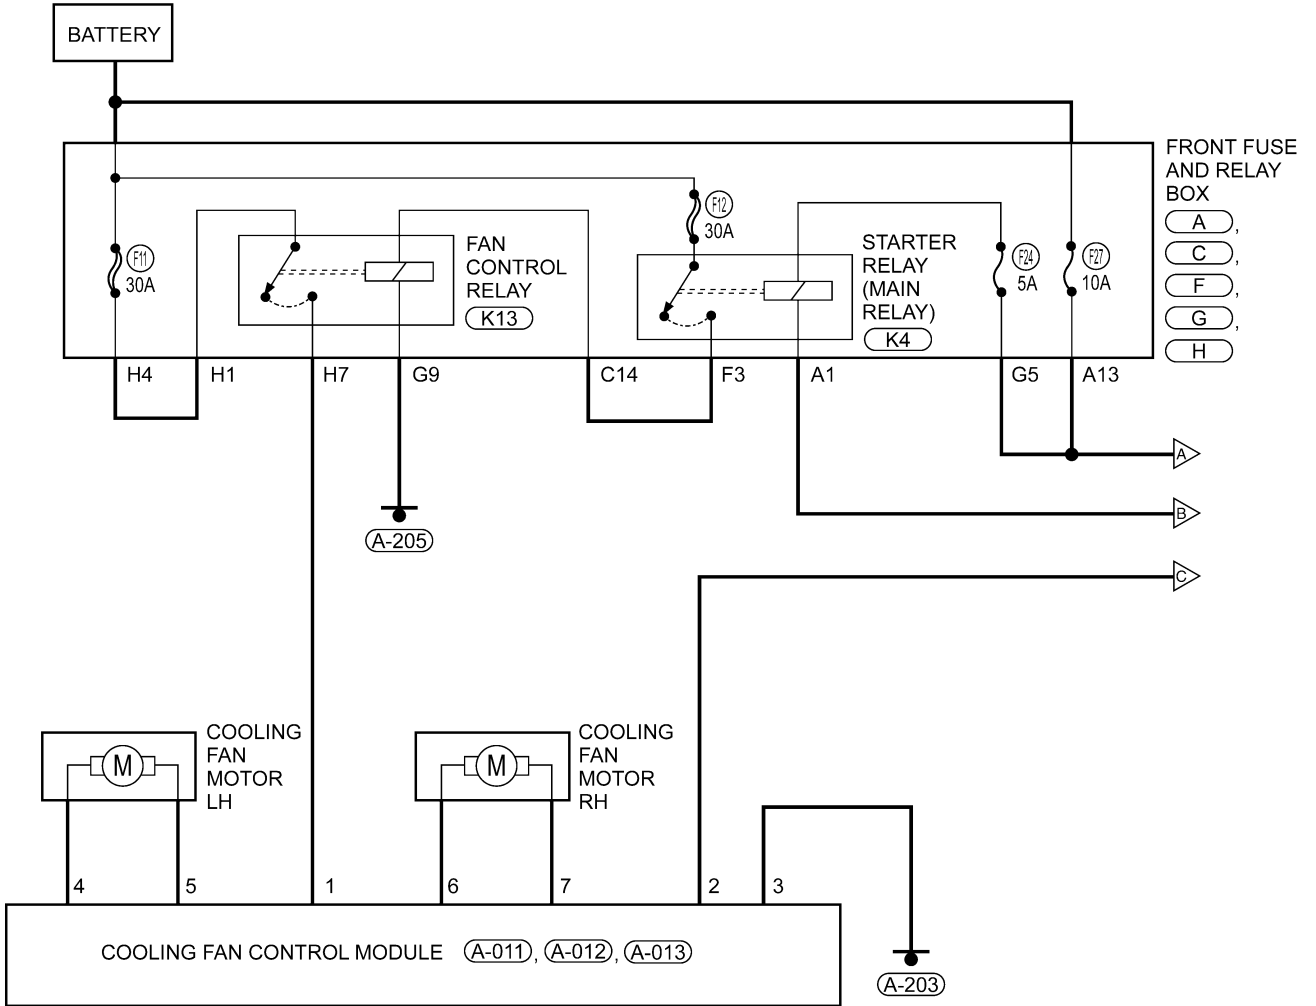 BATTERY
FRONT FUSE
AND RELAY
BOX
A ,
C ,
F ,
G ,
H
F11
30A
FAN
CONTROL
RELAY
K13
F12
30A
STARTER
RELAY
(MAIN
RELAY)
K4
F24
5A
F27
10A
H4
H1
H7
G9
C14
F3
A1
G5
A13
A
B
C
A-205
M
COOLING
FAN
MOTOR
LH
M
COOLING
FAN
MOTOR
RH
4
5
1
6
7
2
3
COOLING FAN CONTROL MODULE A-011 , A-012 , A-013
A-203